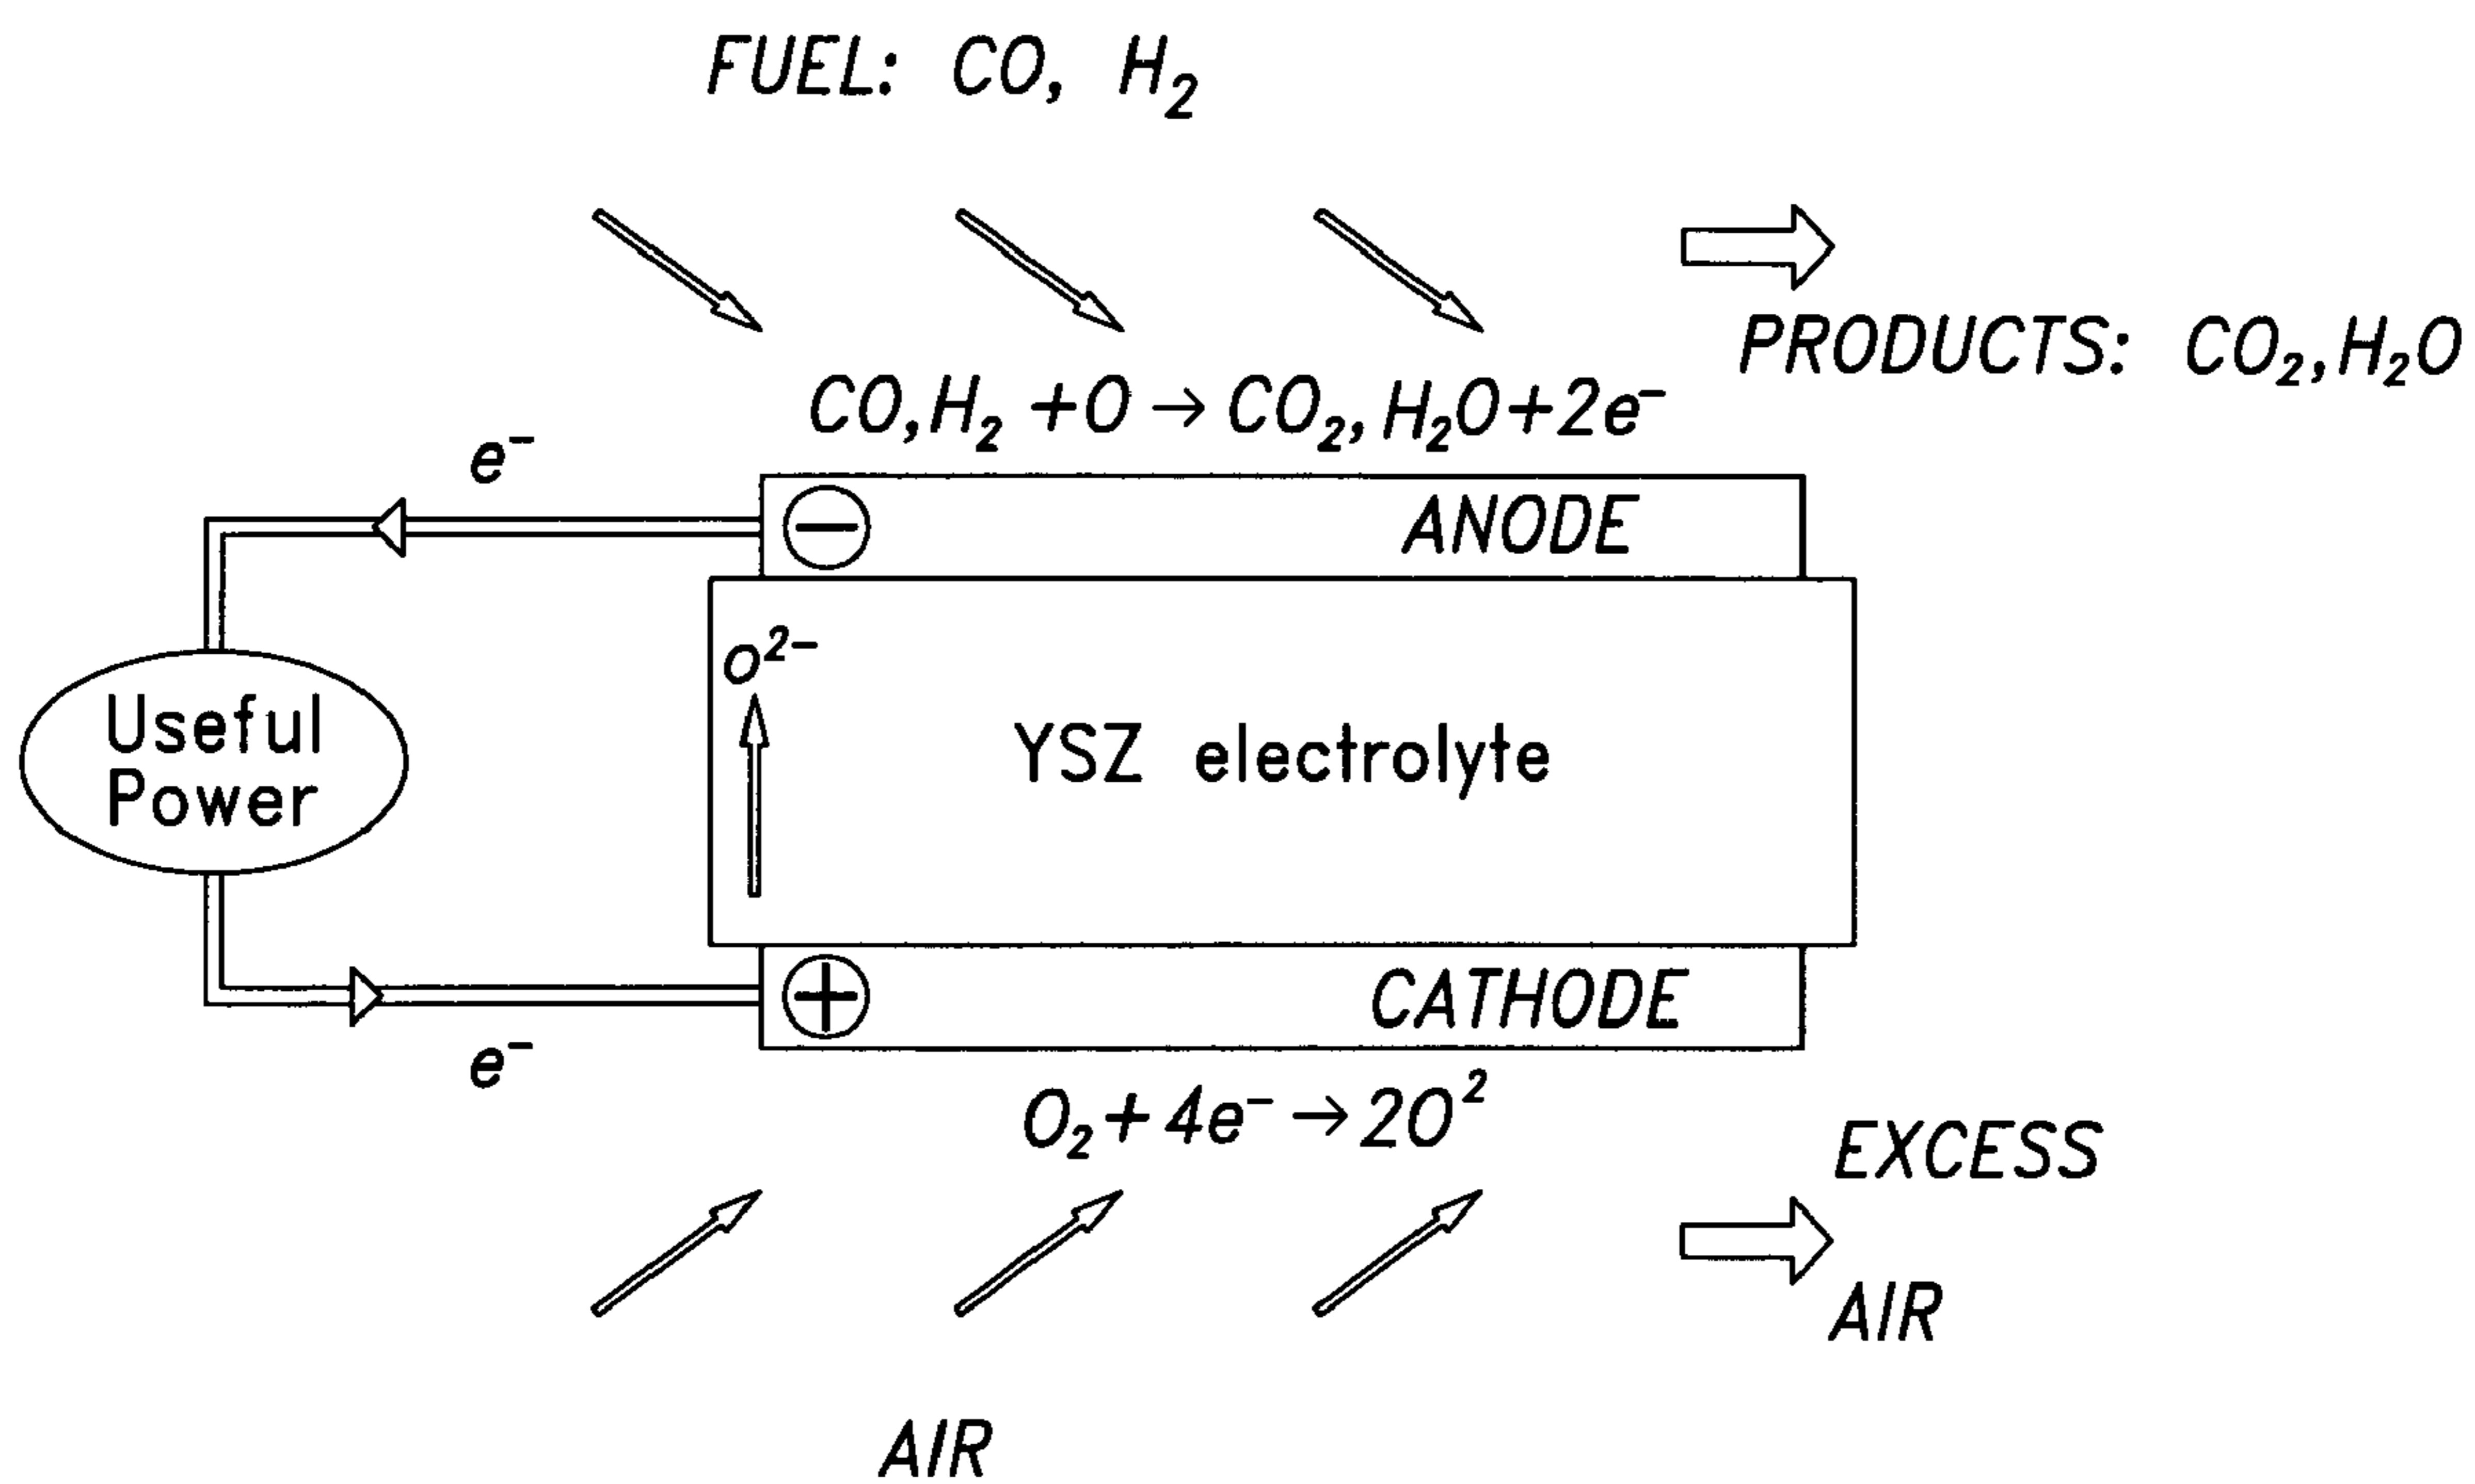 FUEL: CO, H₂
PRODUCTS: CO₂,H₂O
CO,H₂ +O → CO₂, H₂O+2e⁻
e⁻
⊖ ANODE
O²⁻
YSZ electrolyte
Useful
Power
⊕ CATHODE
e⁻
O₂+4e⁻→2O²
EXCESS
AIR
AIR